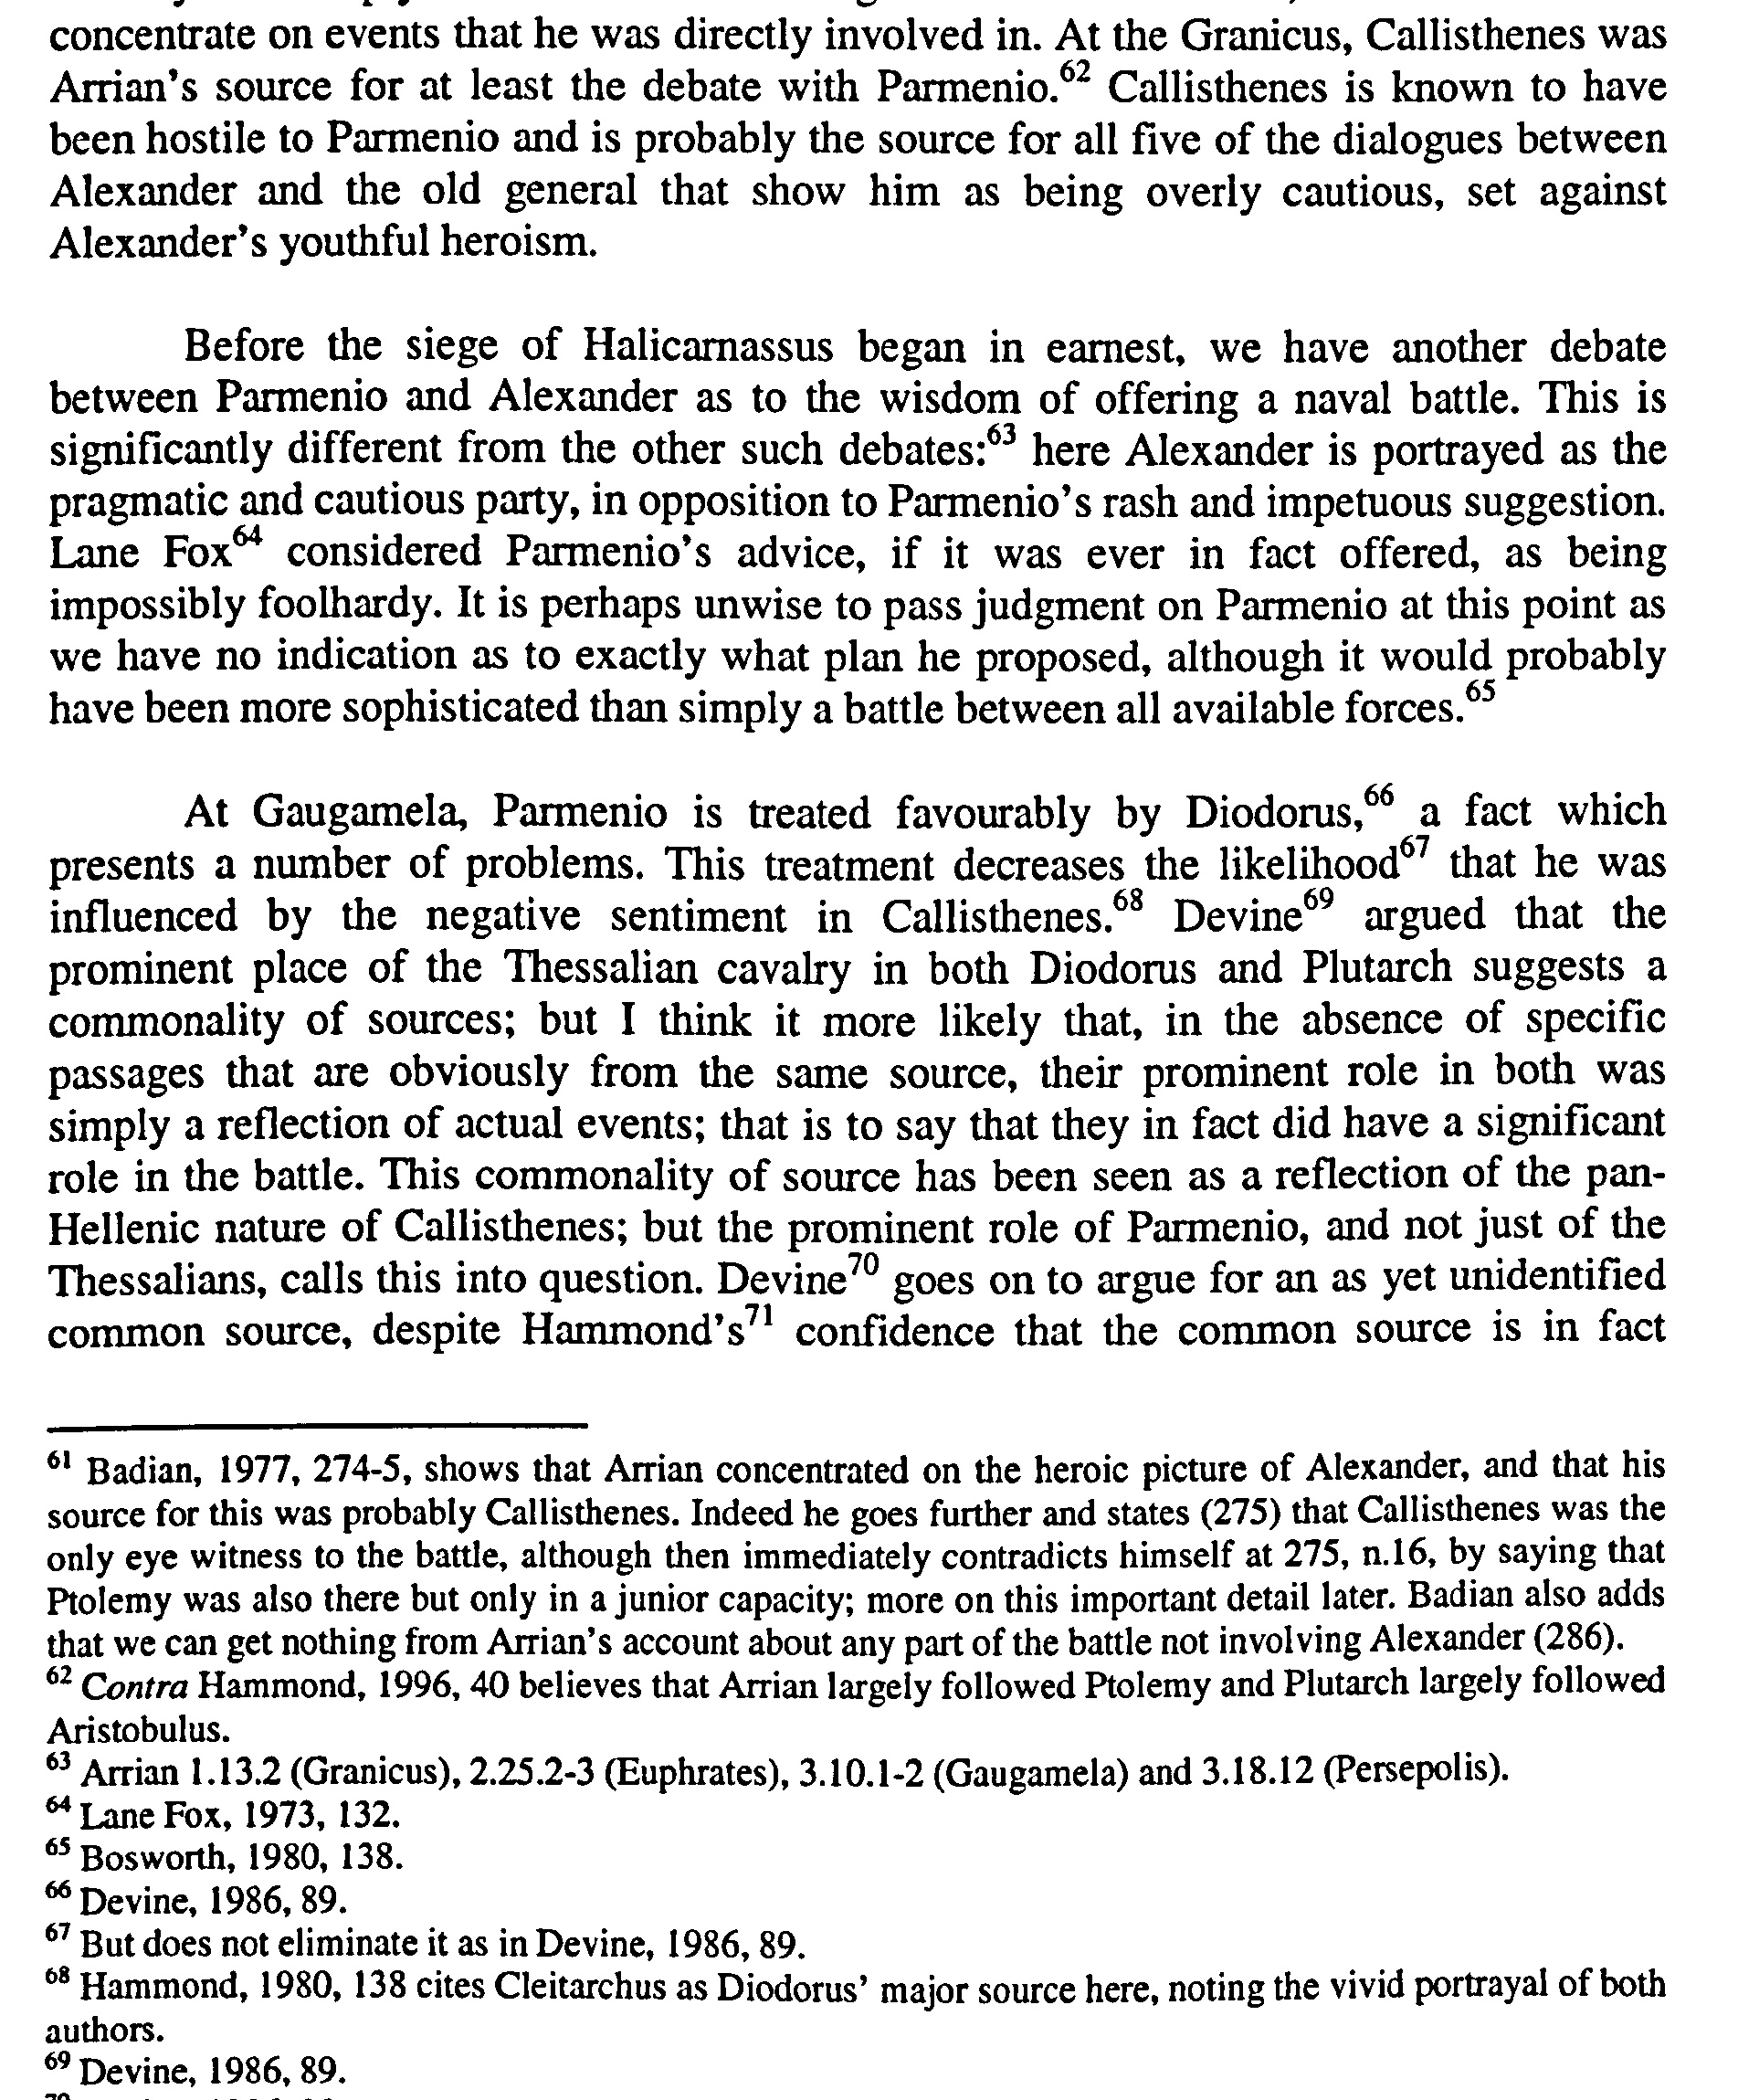 concentrate on events that he was directly involved in. At the Granicus, Callisthenes was
Arrian's source for at least the debate with Parmenio.⁶² Callisthenes is known to have
been hostile to Parmenio and is probably the source for all five of the dialogues between
Alexander and the old general that show him as being overly cautious, set against
Alexander's youthful heroism.
Before the siege of Halicarnassus began in earnest, we have another debate
between Parmenio and Alexander as to the wisdom of offering a naval battle. This is
significantly different from the other such debates:⁶³ here Alexander is portrayed as the
pragmatic and cautious party, in opposition to Parmenio's rash and impetuous suggestion.
Lane Fox⁶⁴ considered Parmenio's advice, if it was ever in fact offered, as being
impossibly foolhardy. It is perhaps unwise to pass judgment on Parmenio at this point as
we have no indication as to exactly what plan he proposed, although it would probably
have been more sophisticated than simply a battle between all available forces.⁶⁵
At Gaugamela, Parmenio is treated favourably by Diodorus,⁶⁶ a fact which
presents a number of problems. This treatment decreases the likelihood⁶⁷ that he was
influenced by the negative sentiment in Callisthenes.⁶⁸ Devine⁶⁹ argued that the
prominent place of the Thessalian cavalry in both Diodorus and Plutarch suggests a
commonality of sources; but I think it more likely that, in the absence of specific
passages that are obviously from the same source, their prominent role in both was
simply a reflection of actual events; that is to say that they in fact did have a significant
role in the battle. This commonality of source has been seen as a reflection of the pan-
Hellenic nature of Callisthenes; but the prominent role of Parmenio, and not just of the
Thessalians, calls this into question. Devine⁷⁰ goes on to argue for an as yet unidentified
common source, despite Hammond's⁷¹ confidence that the common source is in fact
⁶¹ Badian, 1977, 274-5, shows that Arrian concentrated on the heroic picture of Alexander, and that his
source for this was probably Callisthenes. Indeed he goes further and states (275) that Callisthenes was the
only eye witness to the battle, although then immediately contradicts himself at 275, n.16, by saying that
Ptolemy was also there but only in a junior capacity; more on this important detail later. Badian also adds
that we can get nothing from Arrian's account about any part of the battle not involving Alexander (286).
⁶² Contra Hammond, 1996, 40 believes that Arrian largely followed Ptolemy and Plutarch largely followed
Aristobulus.
⁶³ Arrian 1.13.2 (Granicus), 2.25.2-3 (Euphrates), 3.10.1-2 (Gaugamela) and 3.18.12 (Persepolis).
⁶⁴ Lane Fox, 1973, 132.
⁶⁵ Bosworth, 1980, 138.
⁶⁶ Devine, 1986, 89.
⁶⁷ But does not eliminate it as in Devine, 1986, 89.
⁶⁸ Hammond, 1980, 138 cites Cleitarchus as Diodorus' major source here, noting the vivid portrayal of both
authors.
⁶⁹ Devine, 1986, 89.